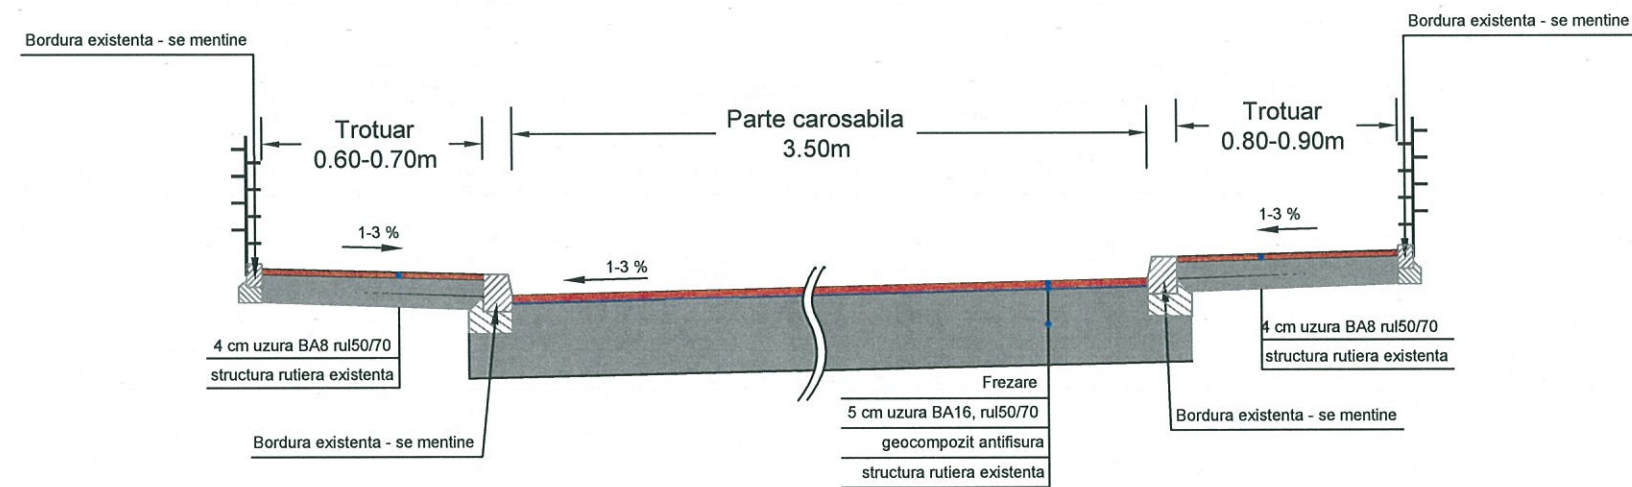 Bordura existenta - se mentine
Bordura existenta - se mentine
Trotuar
0.60-0.70m
Parte carosabila
3.50m
Trotuar
0.80-0.90m
1-3 %
1-3 %
1-3 %
4 cm uzura BA8 rul50/70
structura rutiera existenta
4 cm uzura BA8 rul50/70
structura rutiera existenta
Frezare
5 cm uzura BA16, rul50/70
geocompozit antifisura
structura rutiera existenta
Bordura existenta - se mentine
Bordura existenta - se mentine